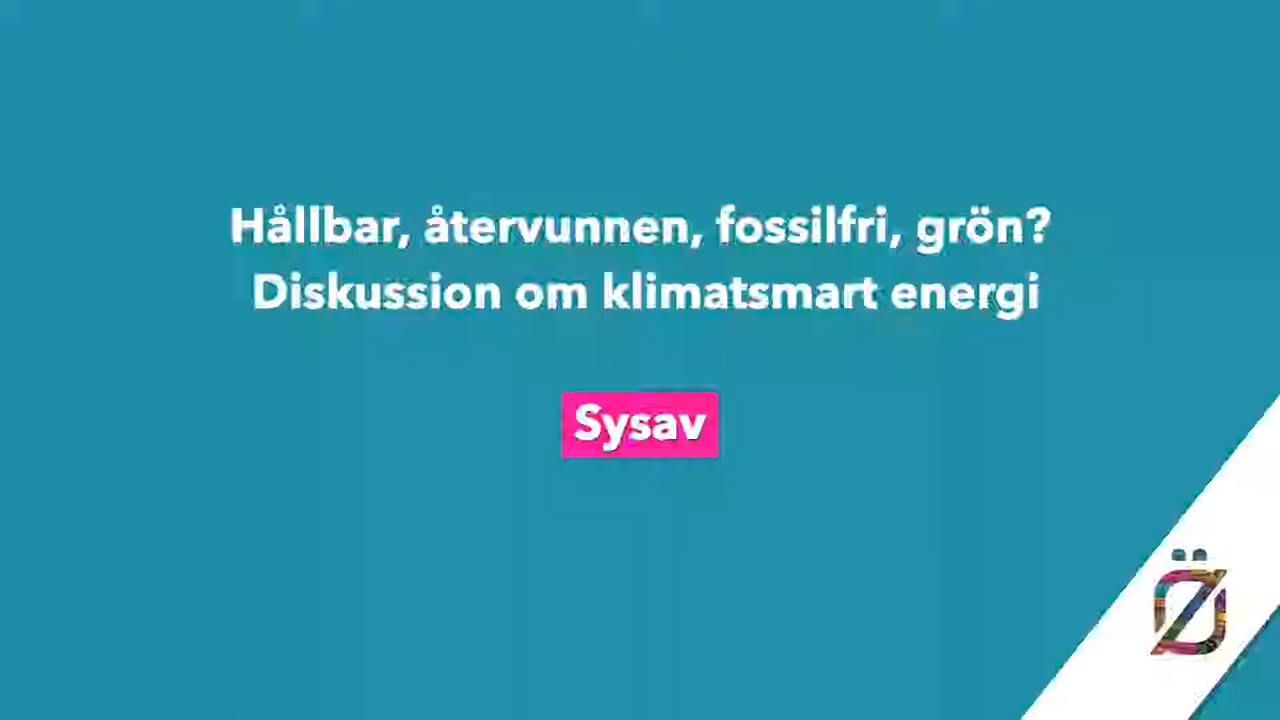 Hållbar, återvunnen, fossilfri, grön?
Diskussion om klimatsmart energi
Sysav